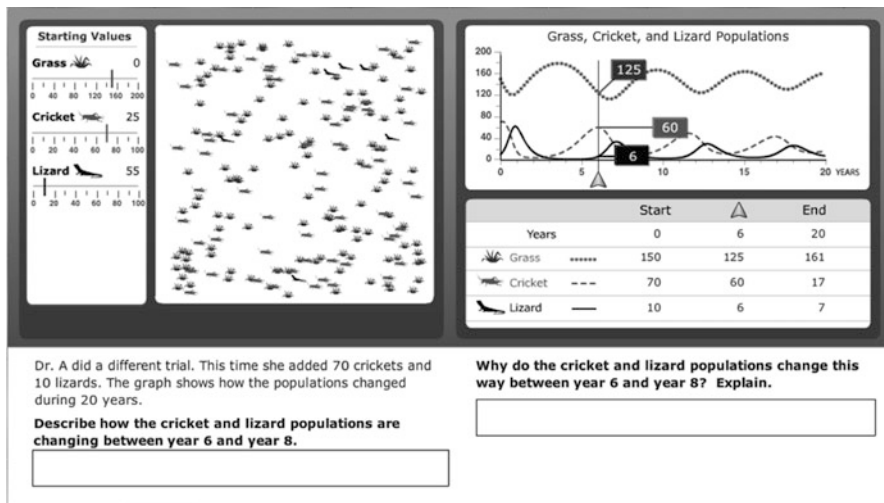 Starting Values
Grass 0
0 40 80 120 160 200
Cricket 25
0 20 40 60 80 100
Lizard 55
0 20 40 60 80 100
Grass, Cricket, and Lizard Populations
200
160
120
80
40
0
125
60
6
0 5 10 15 20 YEARS
Start End
Years 0 6 20
Grass 150 125 161
Cricket 70 60 17
Lizard 10 6 7
Dr. A did a different trial. This time she added 70 crickets and
10 lizards. The graph shows how the populations changed
during 20 years.
Describe how the cricket and lizard populations are
changing between year 6 and year 8.
Why do the cricket and lizard populations change this
way between year 6 and year 8? Explain.